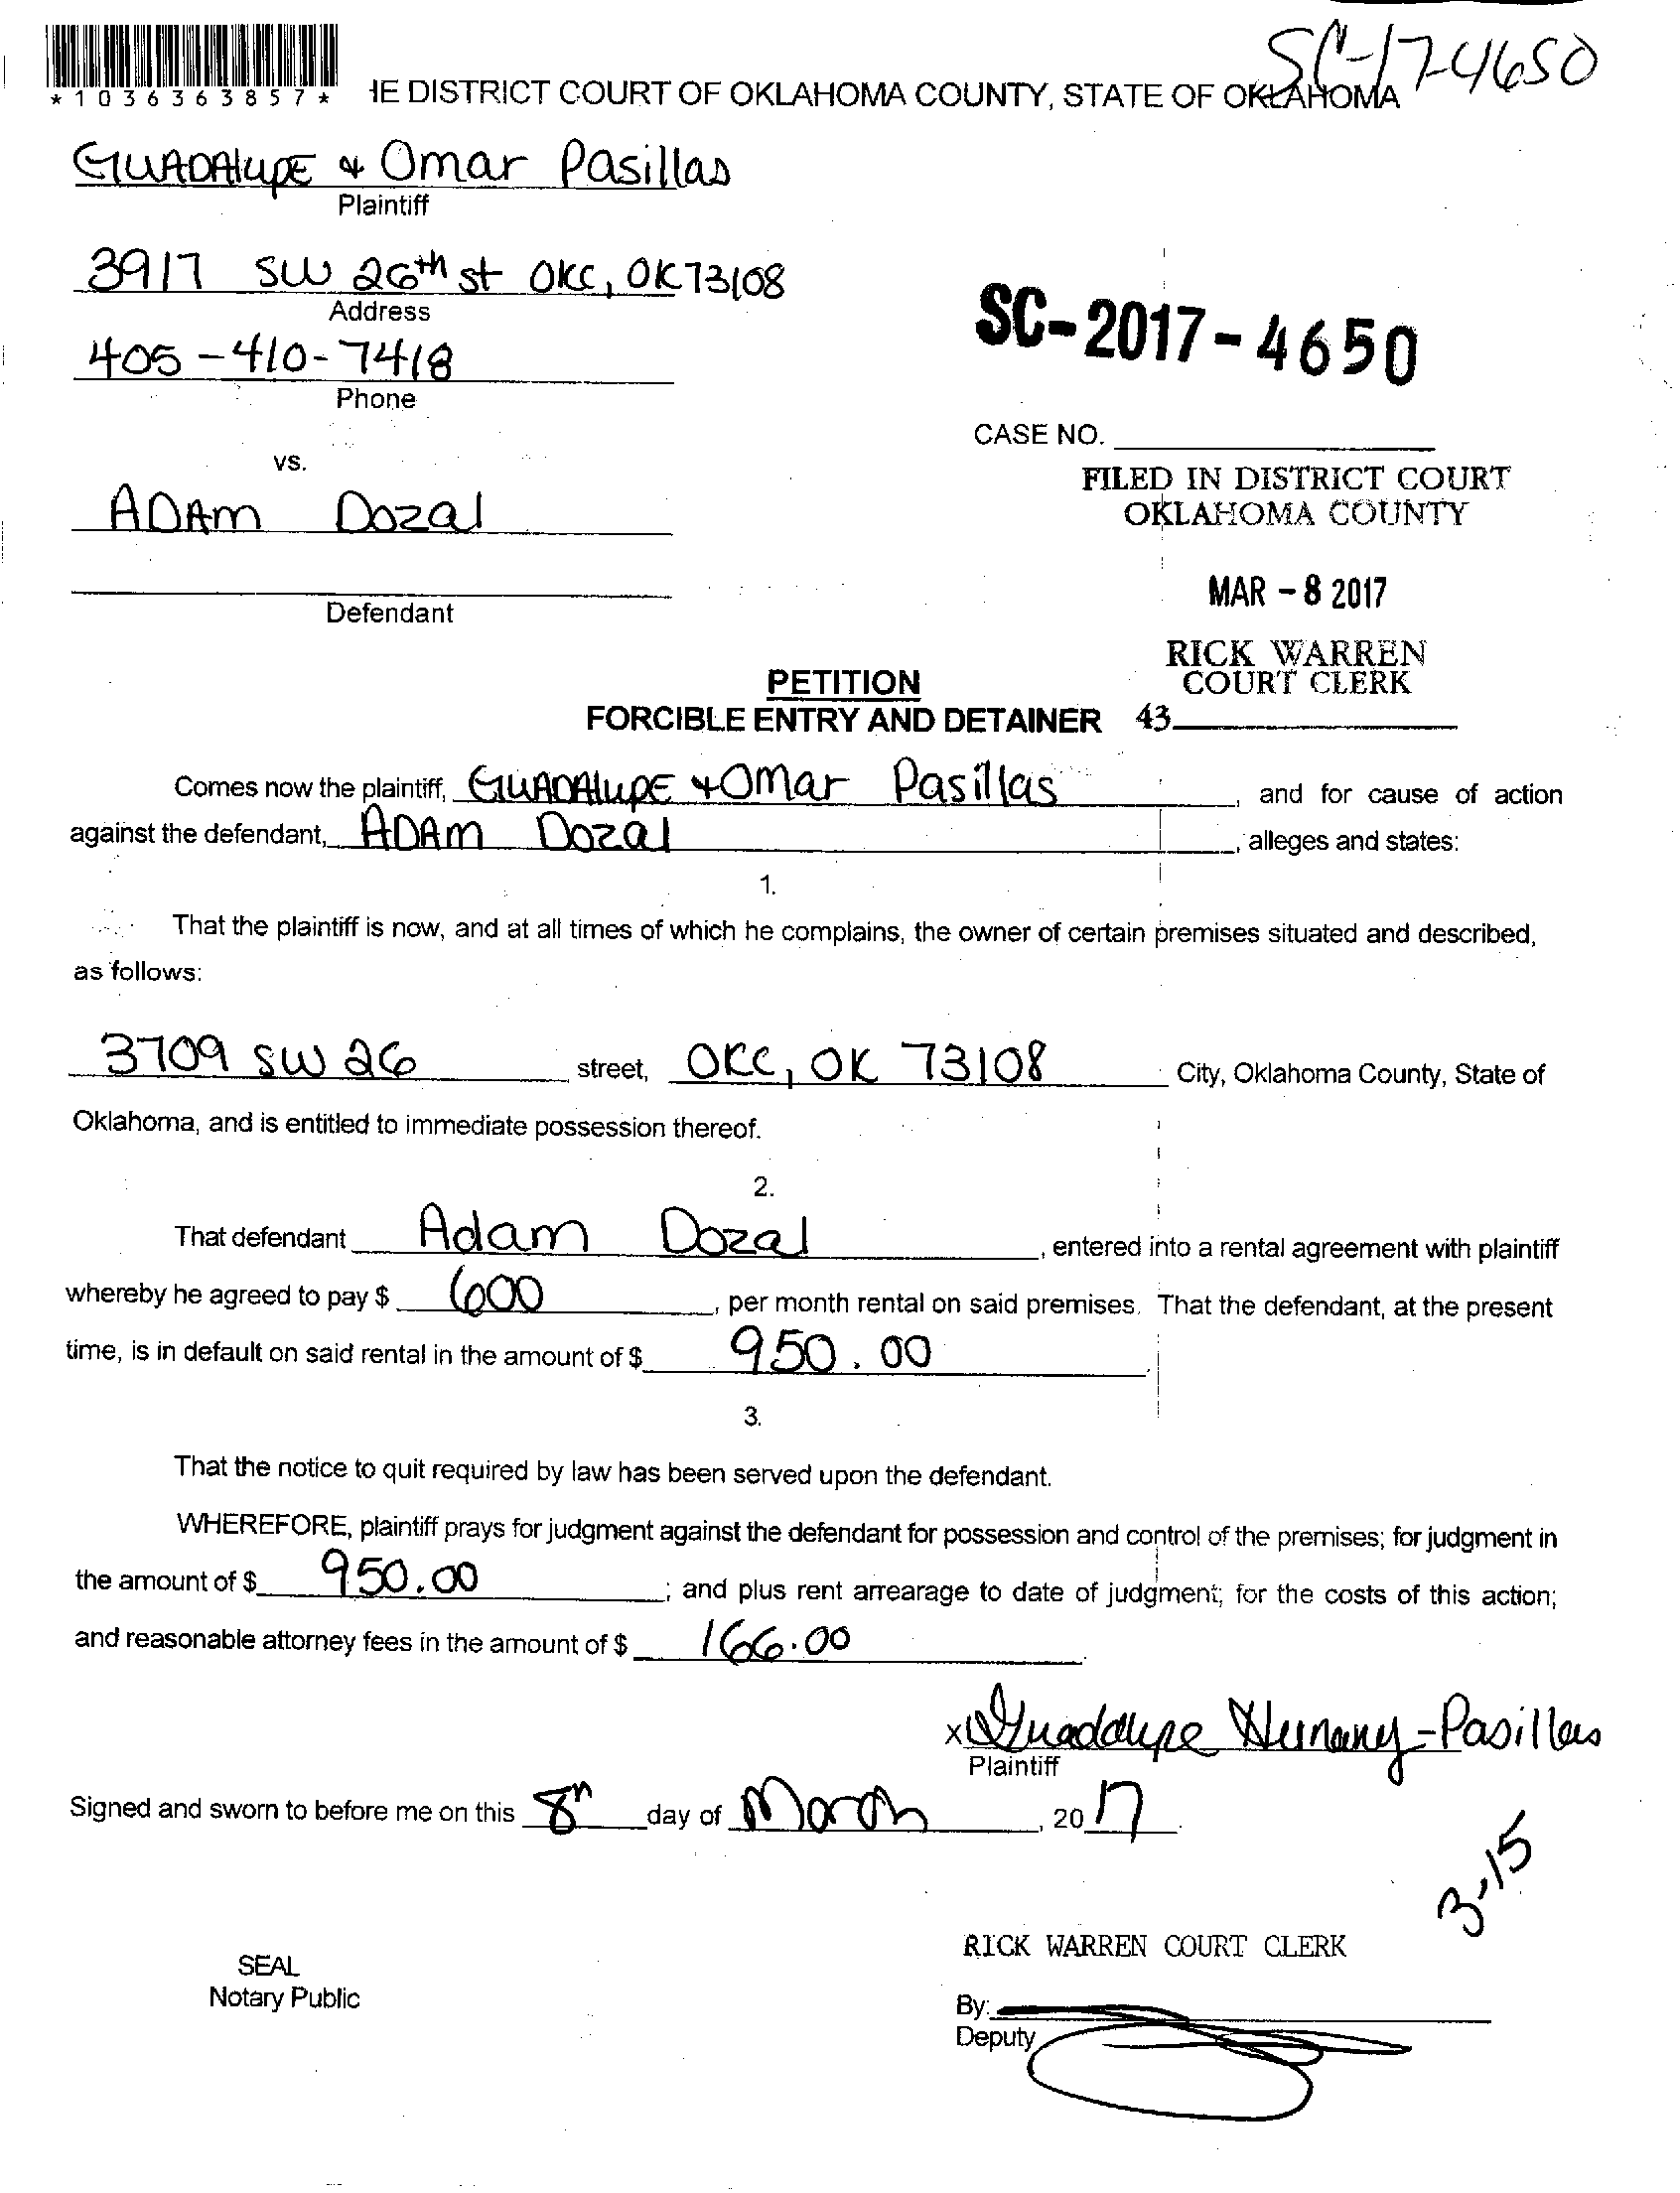 SC-17-4650
*1036363857*
IE DISTRICT COURT OF OKLAHOMA COUNTY, STATE OF OKLAHOMA
GUADAlupE & Omar Pasillas
Plaintiff
3917 SW 26th st OKC, OK 73108
Address
405-410-7418
Phone
SC-2017-4650
CASE NO.
vs.
FILED IN DISTRICT COURT
OKLAHOMA COUNTY
ADAm Dozal
MAR - 8 2017
Defendant
RICK WARREN
COURT CLERK
43
PETITION
FORCIBLE ENTRY AND DETAINER
Comes now the plaintiff, GUADAlupE + Omar Pasillas, and for cause of action
against the defendant, ADAm Dozal, alleges and states:
1.
That the plaintiff is now, and at all times of which he complains, the owner of certain premises situated and described,
as follows:
3709 SW 26 street, OKC, OK 73108 City, Oklahoma County, State of
Oklahoma, and is entitled to immediate possession thereof.
2.
That defendant Adam Dozal, entered into a rental agreement with plaintiff
whereby he agreed to pay $ 600, per month rental on said premises. That the defendant, at the present
time, is in default on said rental in the amount of $ 950.00.
3.
That the notice to quit required by law has been served upon the defendant.
WHEREFORE, plaintiff prays for judgment against the defendant for possession and control of the premises; for judgment in
the amount of $ 950.00; and plus rent arrearage to date of judgment; for the costs of this action;
and reasonable attorney fees in the amount of $ 166.00.
x Guadalupe -Pasillas
Plaintiff
Signed and sworn to before me on this 8th day of March, 2017.
3-15
RICK WARREN COURT CLERK
SEAL
Notary Public
By:
Deputy